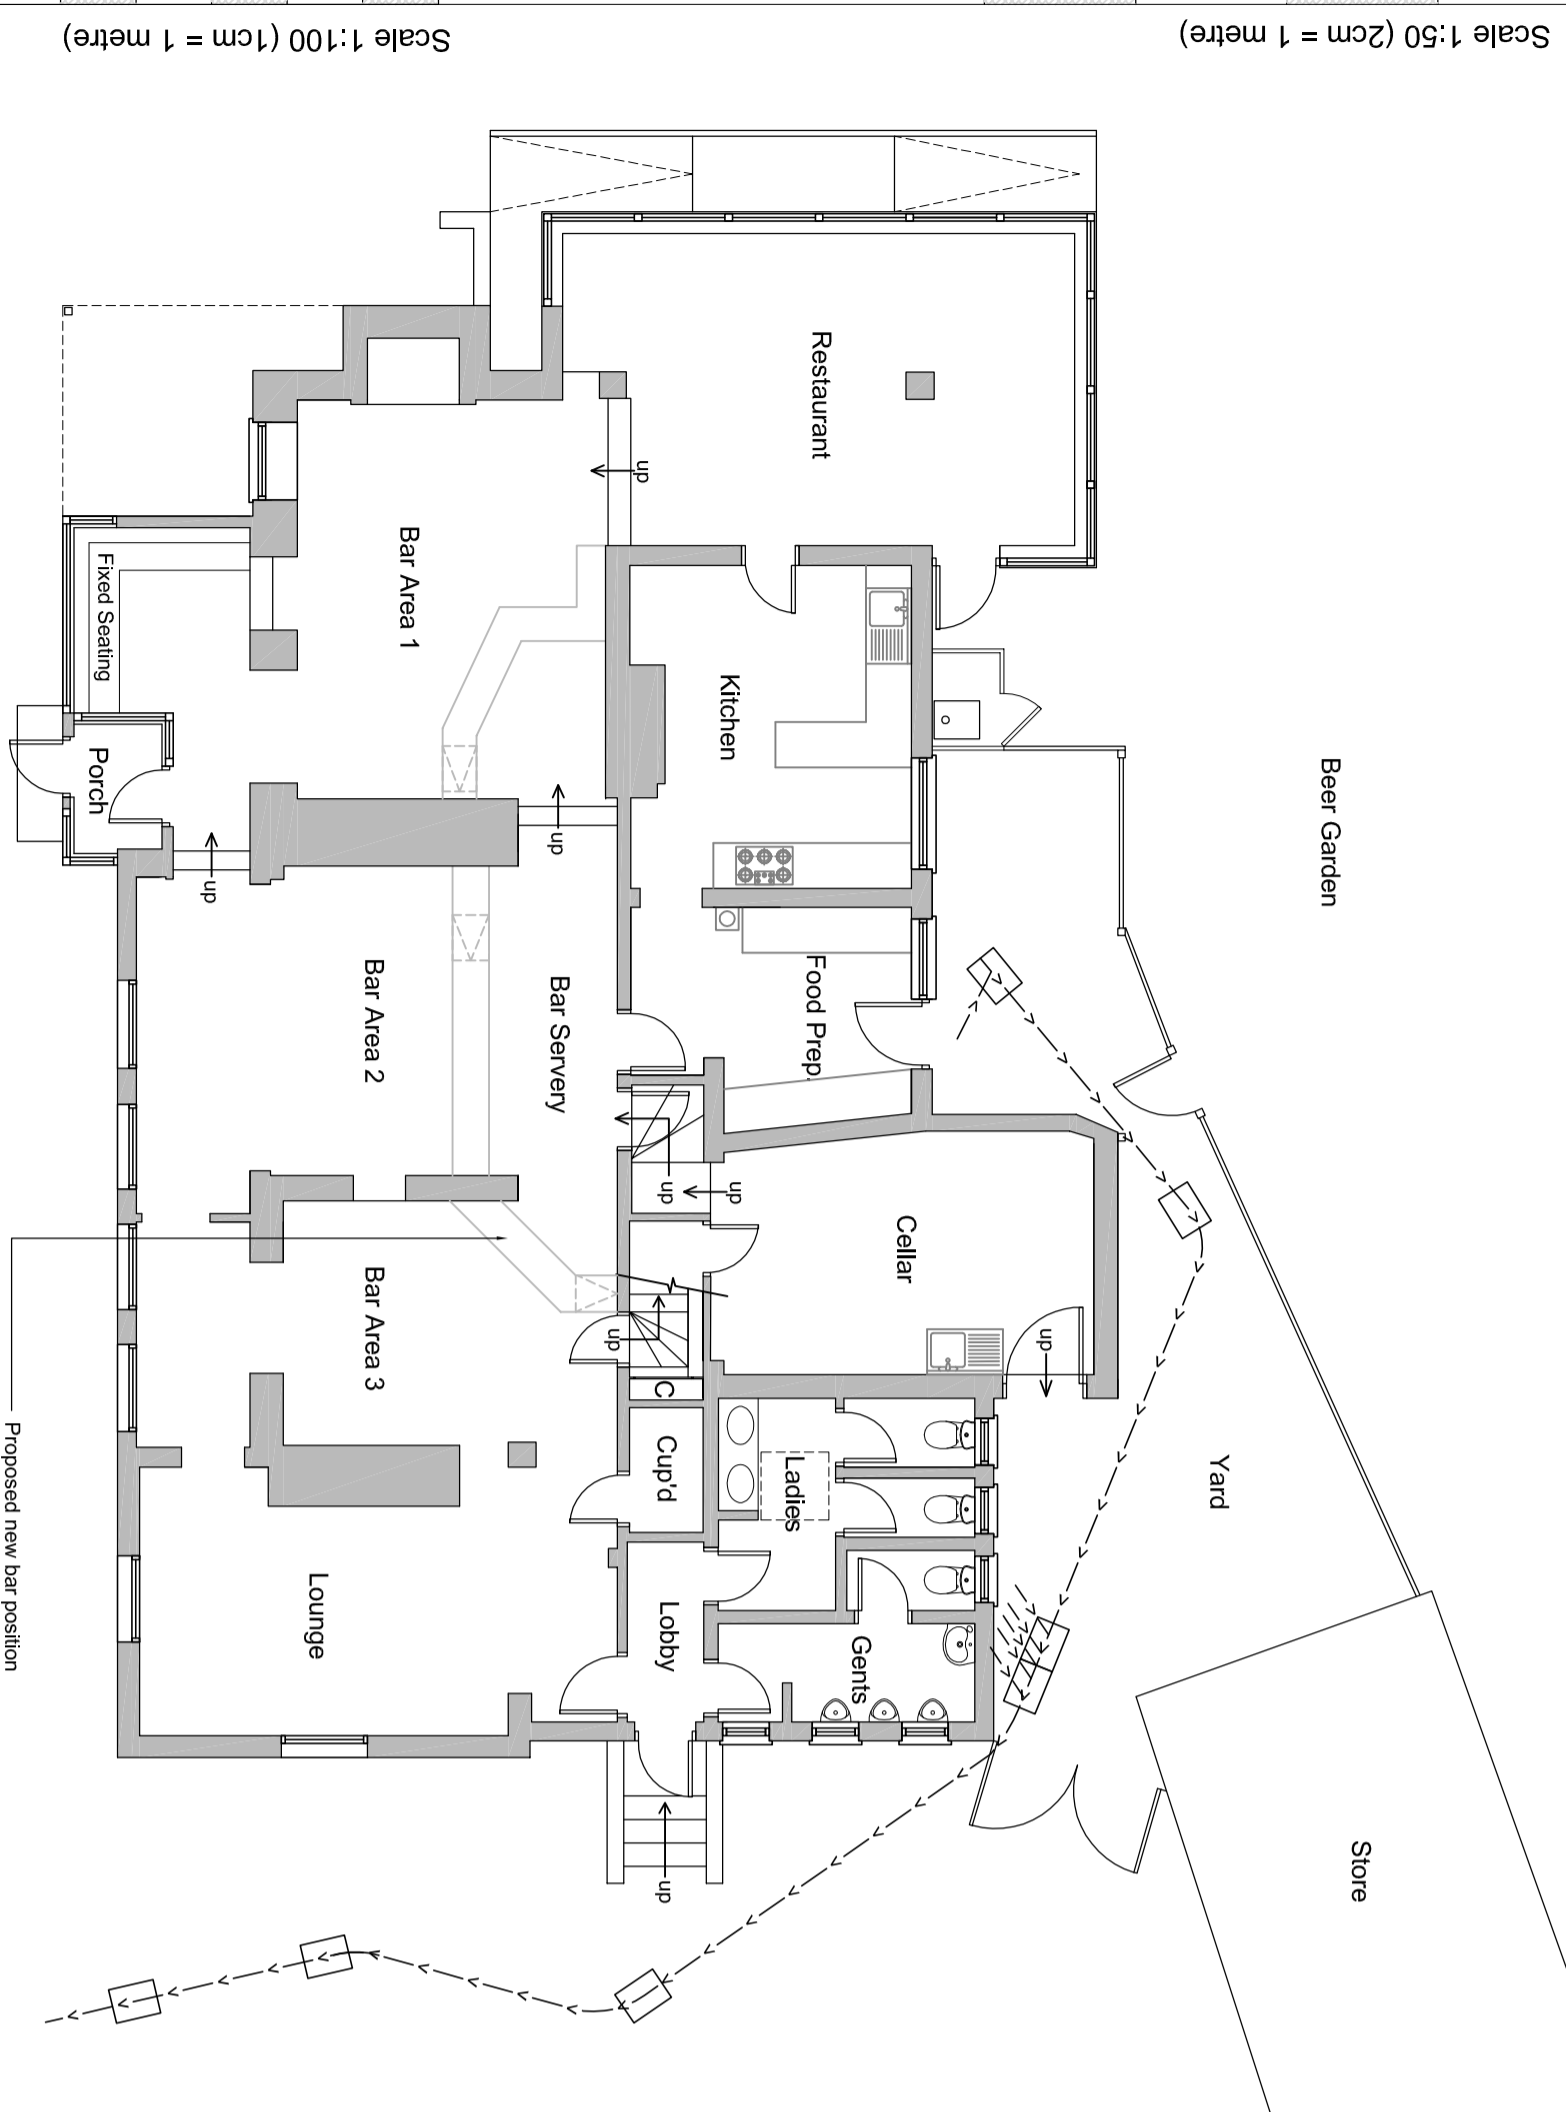 Scale 1:100 (1cm = 1 metre)
Scale 1:50 (2cm = 1 metre)
Beer Garden
Restaurant
up
Bar Area 1
Fixed Seating
Kitchen
Porch
up
up
Food Prep.
Bar Area 2
Bar Servery
up
up
Cellar
Bar Area 3
up
up
C
Cup'd
Ladies
Yard
Lounge
Lobby
Gents
up
Store
Proposed new bar position